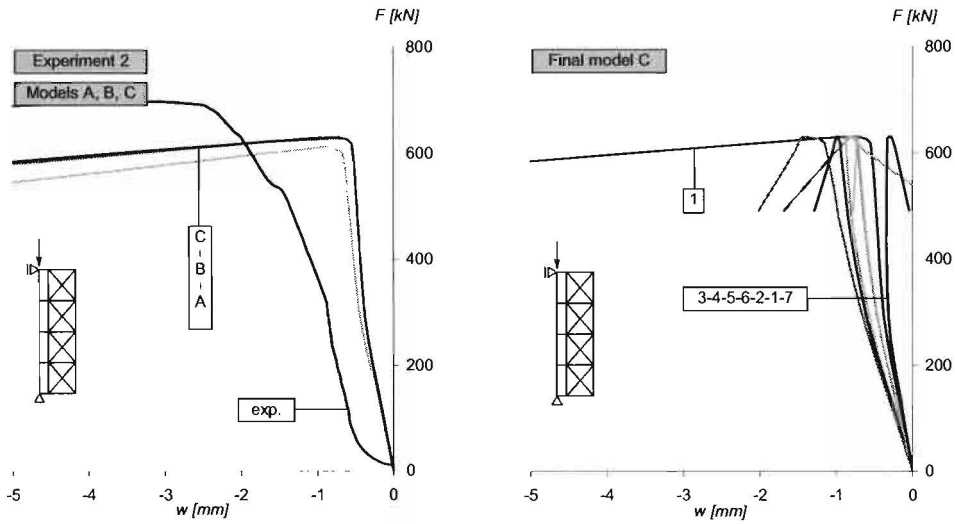 F [kN]
800
Experiment 2
Models A, B, C
600
C
-
B
-
A
400
200
exp.
0
-5
-4
-3
-2
-1
0
w [mm]
F [kN]
800
Final model C
600
1
400
3-4-5-6-2-1-7
200
0
-5
-4
-3
-2
-1
0
w [mm]